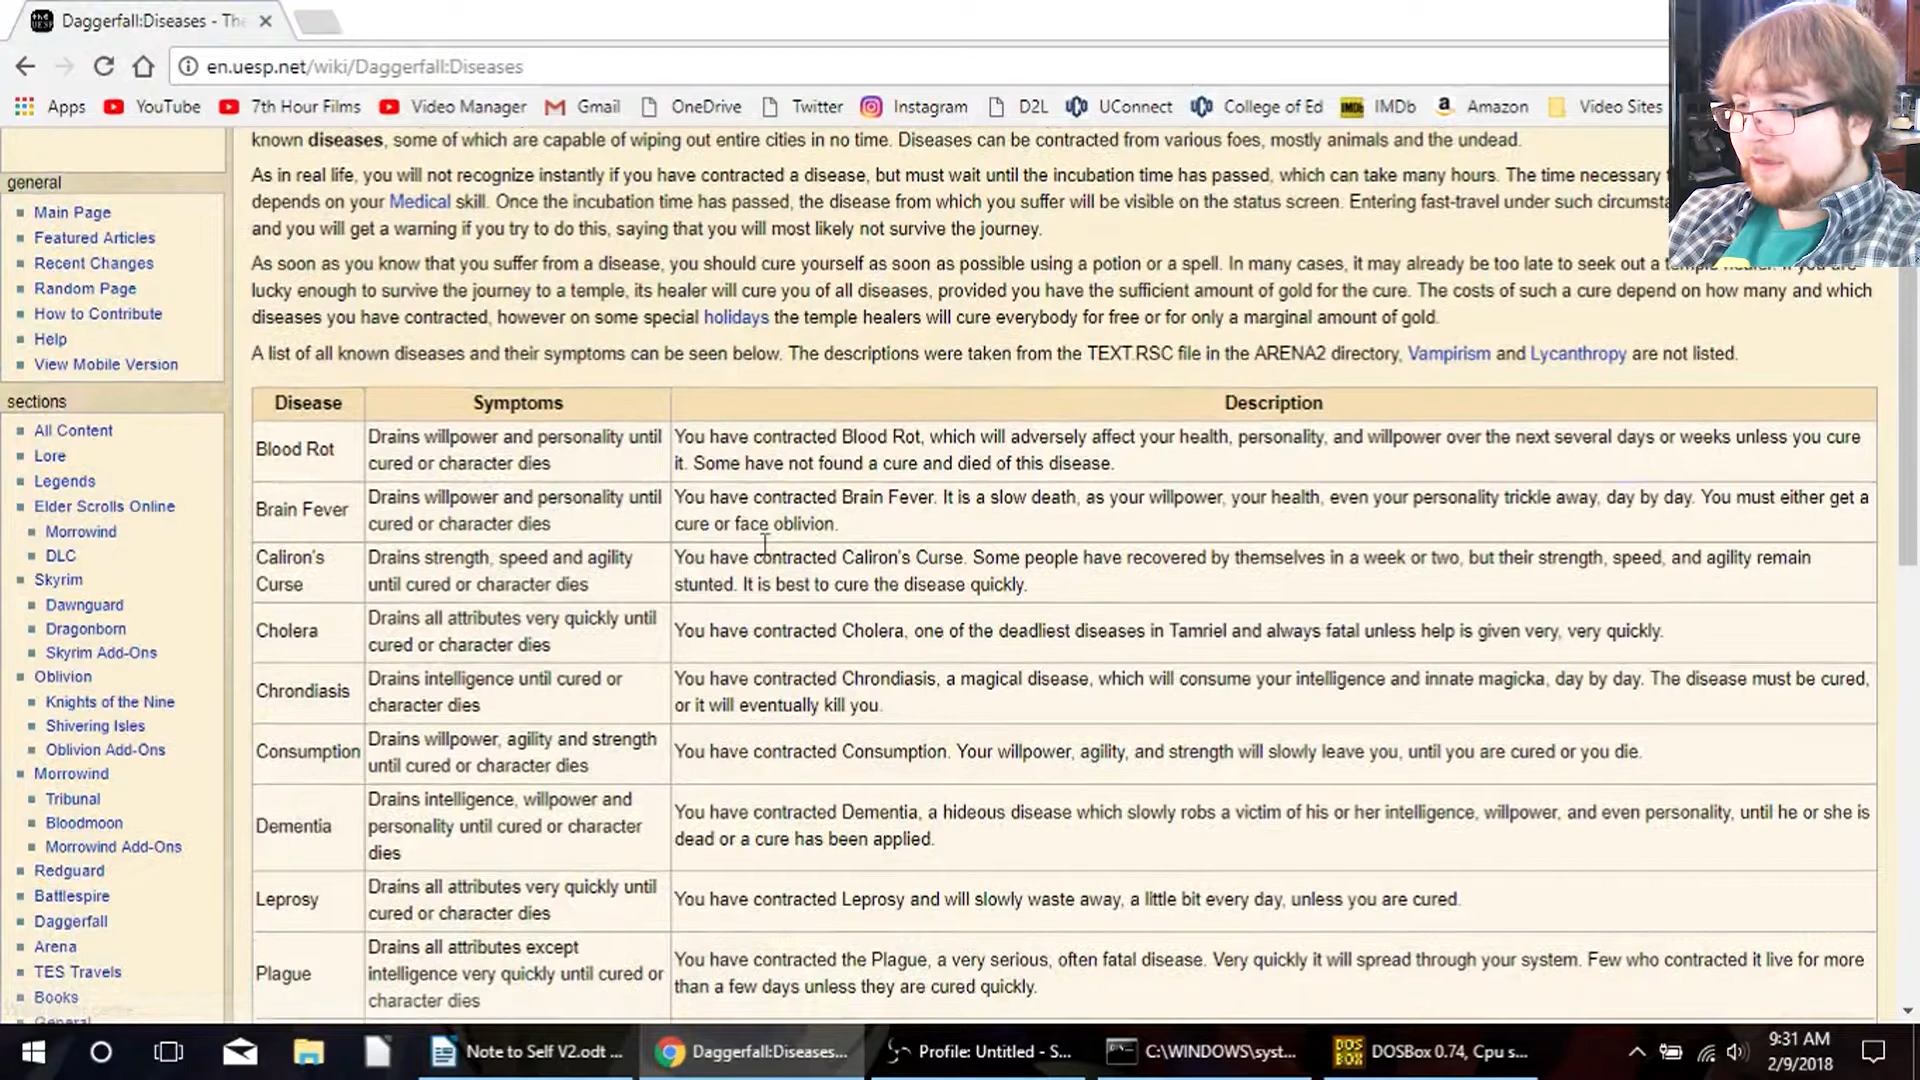 Daggerfall:Diseases - The
en.uesp.net/wiki/Daggerfall:Diseases
Apps YouTube 7th Hour Films Video Manager Gmail OneDrive Twitter Instagram D2L UConnect College of Ed IMDb Amazon Video Sites
known diseases, some of which are capable of wiping out entire cities in no time. Diseases can be contracted from various foes, mostly animals and the undead.
As in real life, you will not recognize instantly if you have contracted a disease, but must wait until the incubation time has passed, which can take many hours. The time necessary
depends on your Medical skill. Once the incubation time has passed, the disease from which you suffer will be visible on the status screen. Entering fast-travel under such
and you will get a warning if you try to do this, saying that you will most likely not survive the journey.
As soon as you know that you suffer from a disease, you should cure yourself as soon as possible using a potion or a spell. In many cases, it may already be too late to seek out a
lucky enough to survive the journey to a temple, its healer will cure you of all diseases, provided you have the sufficient amount of gold for the cure. The costs of such a cure depend on how many and which
diseases you have contracted, however on some special holidays the temple healers will cure everybody for free or for only a marginal amount of gold.
A list of all known diseases and their symptoms can be seen below. The descriptions were taken from the TEXT.RSC file in the ARENA2 directory, Vampirism and Lycanthropy are not listed.
general
Main Page
Featured Articles
Recent Changes
Random Page
How to Contribute
Help
View Mobile Version
sections
All Content
Lore
Legends
Elder Scrolls Online
Morrowind
DLC
Skyrim
Dawnguard
Dragonborn
Skyrim Add-Ons
Oblivion
Knights of the Nine
Shivering Isles
Oblivion Add-Ons
Morrowind
Tribunal
Bloodmoon
Morrowind Add-Ons
Redguard
Battlespire
Daggerfall
Arena
TES Travels
Books
General
Disease Symptoms Description
Blood Rot
Drains willpower and personality until
cured or character dies
You have contracted Blood Rot, which will adversely affect your health, personality, and willpower over the next several days or weeks unless you cure
it. Some have not found a cure and died of this disease.
Brain Fever
Drains willpower and personality until
cured or character dies
You have contracted Brain Fever. It is a slow death, as your willpower, your health, even your personality trickle away, day by day. You must either get a
cure or face oblivion.
Caliron's
Curse
Drains strength, speed and agility
until cured or character dies
You have contracted Caliron's Curse. Some people have recovered by themselves in a week or two, but their strength, speed, and agility remain
stunted. It is best to cure the disease quickly.
Cholera
Drains all attributes very quickly until
cured or character dies
You have contracted Cholera, one of the deadliest diseases in Tamriel and always fatal unless help is given very, very quickly.
Chrondiasis
Drains intelligence until cured or
character dies
You have contracted Chrondiasis, a magical disease, which will consume your intelligence and innate magicka, day by day. The disease must be cured,
or it will eventually kill you.
Consumption
Drains willpower, agility and strength
until cured or character dies
You have contracted Consumption. Your willpower, agility, and strength will slowly leave you, until you are cured or you die.
Dementia
Drains intelligence, willpower and
personality until cured or character
dies
You have contracted Dementia, a hideous disease which slowly robs a victim of his or her intelligence, willpower, and even personality, until he or she is
dead or a cure has been applied.
Leprosy
Drains all attributes very quickly until
cured or character dies
You have contracted Leprosy and will slowly waste away, a little bit every day, unless you are cured.
Plague
Drains all attributes except
intelligence very quickly until cured or
character dies
You have contracted the Plague, a very serious, often fatal disease. Very quickly it will spread through your system. Few who contracted it live for more
than a few days unless they are cured quickly.
Note to Self V2.odt ... Daggerfall:Diseases... Profile: Untitled - S... C:\WINDOWS\syst... DOSBox 0.74, Cpu s...
9:31 AM
2/9/2018